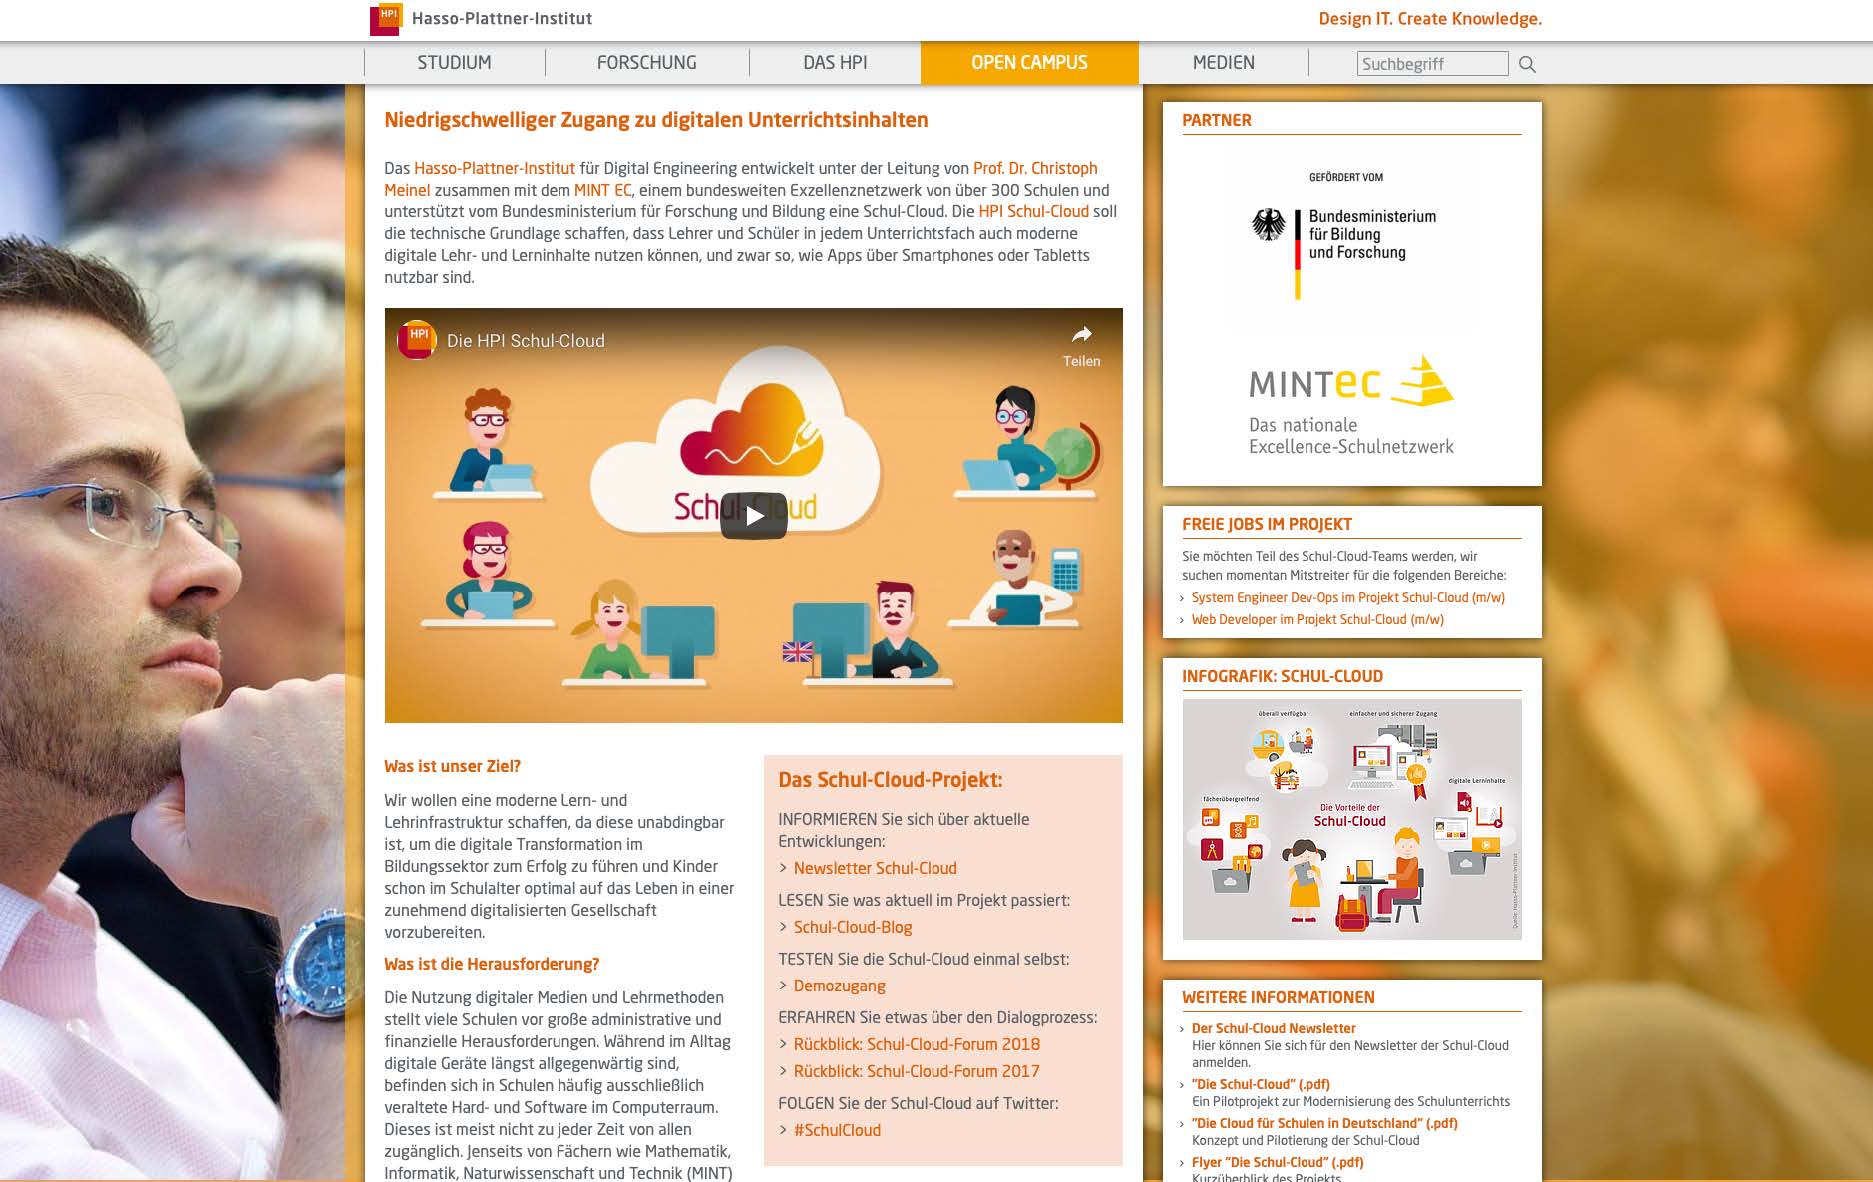 HPI
Hasso-Plattner-Institut
Design IT. Create Knowledge.
STUDIUM
FORSCHUNG
DAS HPI
OPEN CAMPUS
MEDIEN
Suchbegriff
Niedrigschwelliger Zugang zu digitalen Unterrichtsinhalten
Das Hasso-Plattner-Institut für Digital Engineering entwickelt unter der Leitung von Prof. Dr. Christoph
Meinel zusammen mit dem MINT EC, einem bundesweiten Exzellenznetzwerk von über 300 Schulen und
unterstützt vom Bundesministerium für Forschung und Bildung eine Schul-Cloud. Die HPI Schul-Cloud soll
die technische Grundlage schaffen, dass Lehrer und Schüler in jedem Unterrichtsfach auch moderne
digitale Lehr- und Lerninhalte nutzen können, und zwar so, wie Apps über Smartphones oder Tabletts
nutzbar sind.
HPI
Die HPI Schul-Cloud
Teilen
Schul-Cloud
Was ist unser Ziel?
Wir wollen eine moderne Lern- und
Lehrinfrastruktur schaffen, da diese unabdingbar
ist, um die digitale Transformation im
Bildungssektor zum Erfolg zu führen und Kinder
schon im Schulalter optimal auf das Leben in einer
zunehmend digitalisierten Gesellschaft
vorzubereiten.
Was ist die Herausforderung?
Die Nutzung digitaler Medien und Lehrmethoden
stellt viele Schulen vor große administrative und
finanzielle Herausforderungen. Während im Alltag
digitale Geräte längst allgegenwärtig sind,
befinden sich in Schulen häufig ausschließlich
veraltete Hard- und Software im Computerraum.
Dieses ist meist nicht zu jeder Zeit von allen
zugänglich. Jenseits von Fächern wie Mathematik,
Informatik, Naturwissenschaft und Technik (MINT)
Das Schul-Cloud-Projekt:
INFORMIEREN Sie sich über aktuelle
Entwicklungen:
> Newsletter Schul-Cloud
LESEN Sie was aktuell im Projekt passiert:
> Schul-Cloud-Blog
TESTEN Sie die Schul-Cloud einmal selbst:
> Demozugang
ERFAHREN Sie etwas über den Dialogprozess:
> Rückblick: Schul-Cloud-Forum 2018
> Rückblick: Schul-Cloud-Forum 2017
FOLGEN Sie der Schul-Cloud auf Twitter:
> #SchulCloud
PARTNER
GEFÖRDERT VOM
Bundesministerium
für Bildung
und Forschung
MINTec
Das nationale
Excellence-Schulnetzwerk
FREIE JOBS IM PROJEKT
Sie möchten Teil des Schul-Cloud-Teams werden, wir
suchen momentan Mitstreiter für die folgenden Bereiche:
> System Engineer Dev-Ops im Projekt Schul-Cloud (m/w)
> Web Developer im Projekt Schul-Cloud (m/w)
INFOGRAFIK: SCHUL-CLOUD
überall verfügba
einfacher und sicherer Zugang
digitale Lerninhalte
fächerübergreifend
Die Vorteile der
Schul-Cloud
Quelle: Hasso-Plattner-Institut
WEITERE INFORMATIONEN
> Der Schul-Cloud Newsletter
Hier können Sie sich für den Newsletter der Schul-Cloud
anmelden.
> "Die Schul-Cloud" (.pdf)
Ein Pilotprojekt zur Modernisierung des Schulunterrichts
> "Die Cloud für Schulen in Deutschland" (.pdf)
Konzept und Pilotierung der Schul-Cloud
> Flyer "Die Schul-Cloud" (.pdf)
Kurzüberblick des Projekts